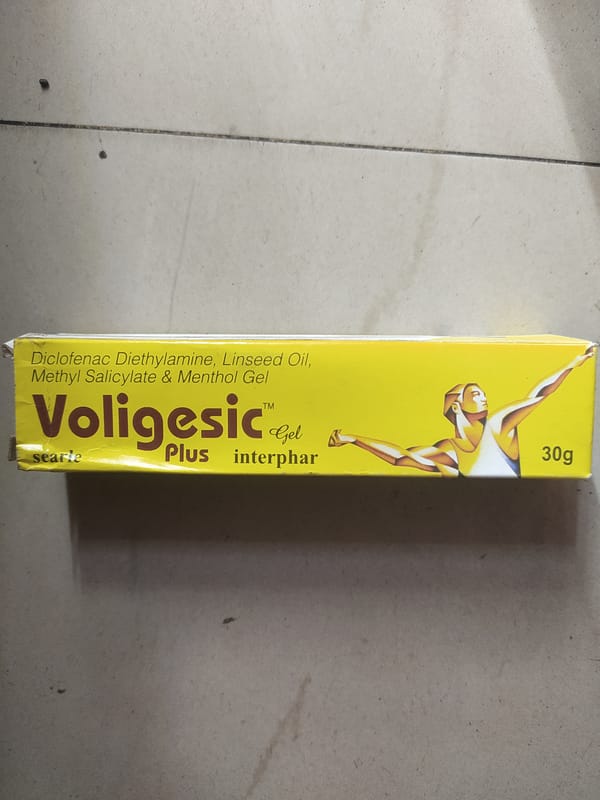 Diclofenac Diethylamine, Linseed Oil,
Methyl Salicylate & Menthol Gel
Voligesic™ Gel
Plus
searle interphar
30g